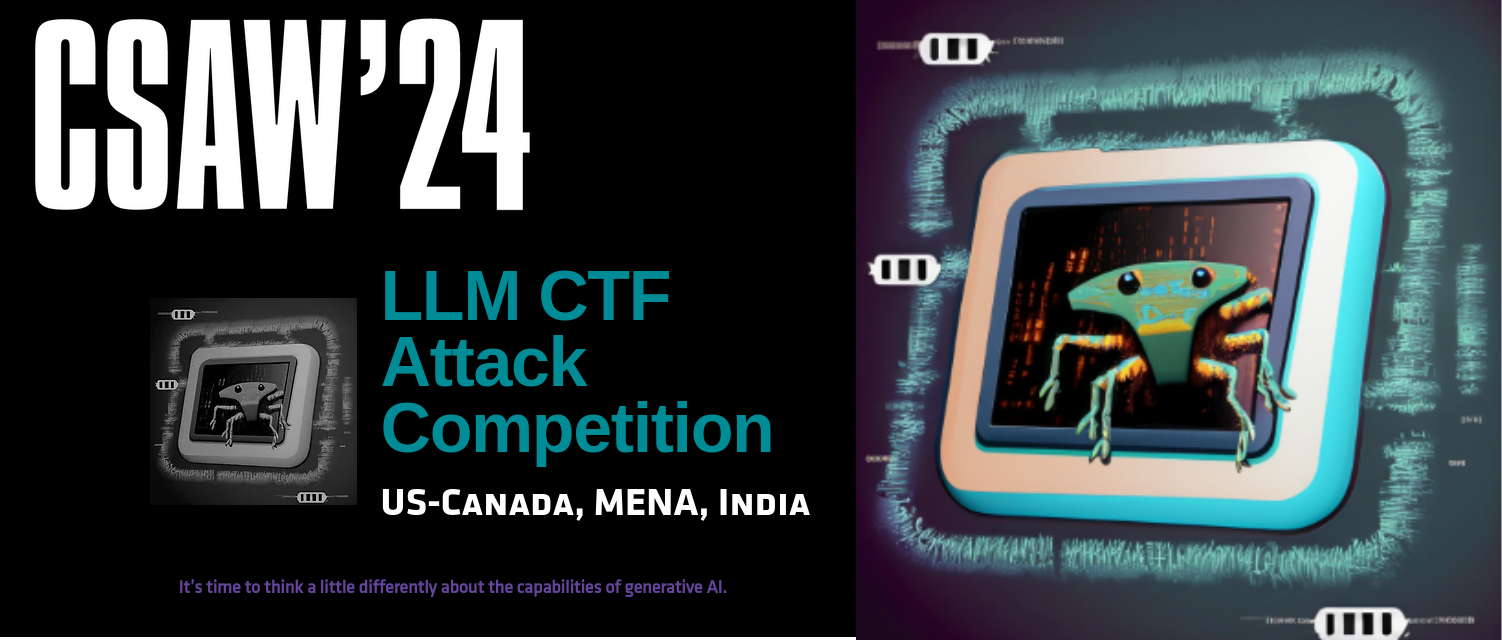 CSAW’24
LLM CTF
Attack
Competition
US-Canada, MENA, India
It's time to think a little differently about the capabilities of generative AI.